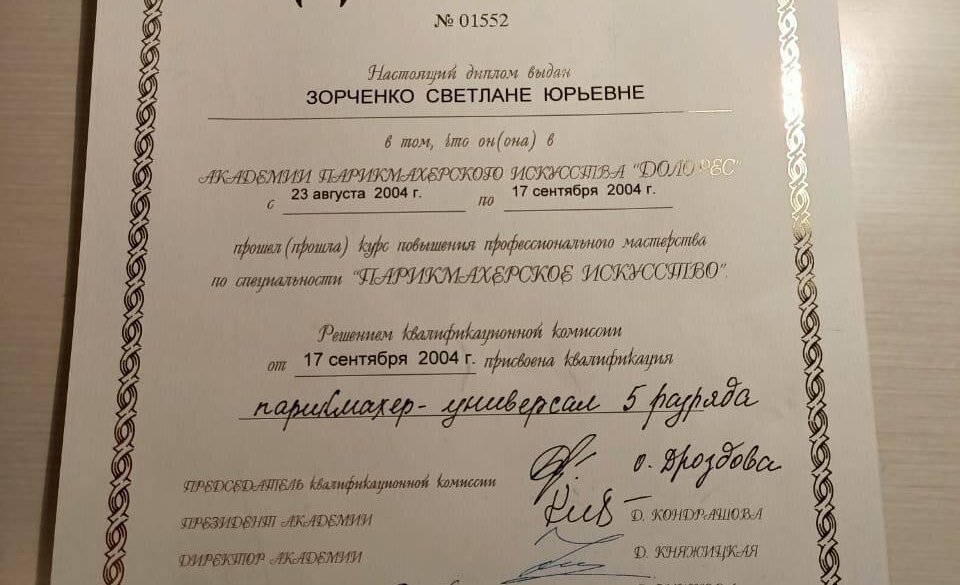 № 01552
Настоящий диплом выдан
ЗОРЧЕНКО СВЕТЛАНЕ ЮРЬЕВНЕ
в том, что он(она) в
АКАДЕМИИ ПАРИКМАХЕРСКОГО ИСКУССТВА "ДОЛОРЕС"
с 23 августа 2004 г. по 17 сентября 2004 г.
прошел (прошла) курс повышения профессионального мастерства
по специальности "ПАРИКМАХЕРСКОЕ ИСКУССТВО".
Решением квалификационной комиссии
от 17 сентября 2004 г. присвоена квалификация
парикмахер-универсал 5 разряда
ПРЕДСЕДАТЕЛЬ квалификационной комиссии о. Дроздова
ПРЕЗИДЕНТ АКАДЕМИИ Д. КОНДРАШОВА
ДИРЕКТОР АКАДЕМИИ Д. КНЯЖИЦКАЯ